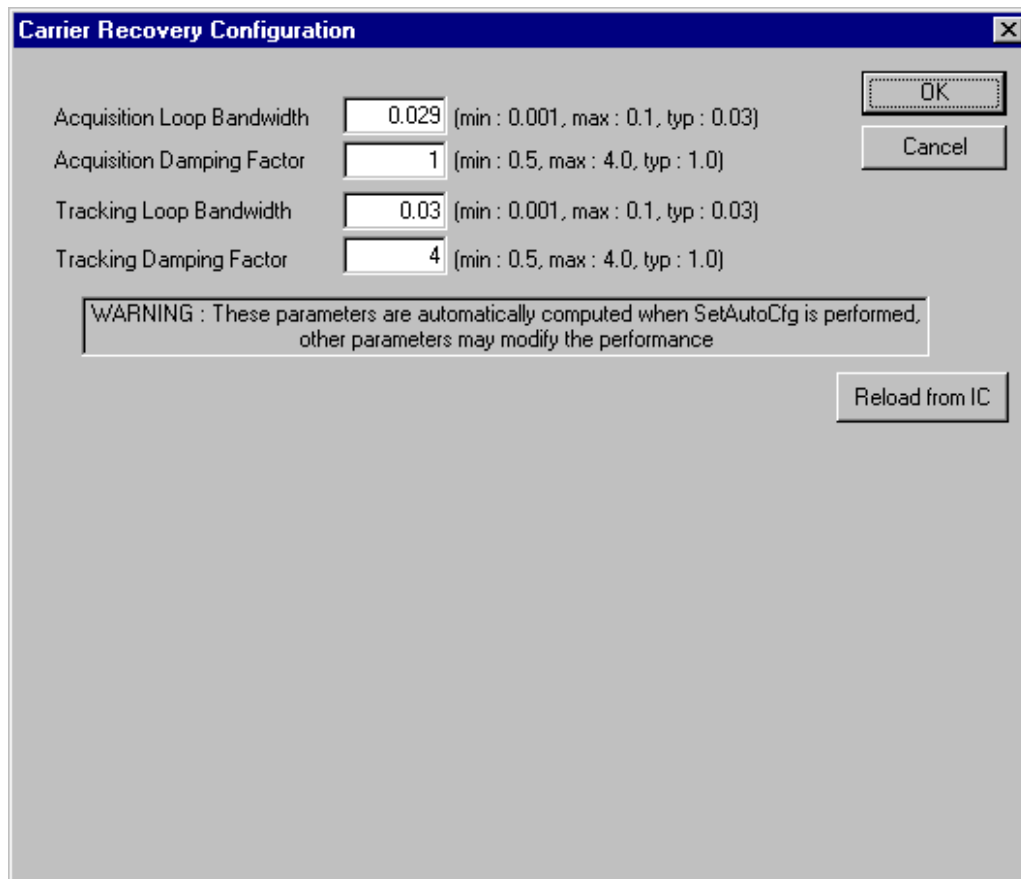 Carrier Recovery Configuration
OK
Acquisition Loop Bandwidth 0.029 (min : 0.001, max : 0.1, typ : 0.03)
Cancel
Acquisition Damping Factor 1 (min : 0.5, max : 4.0, typ : 1.0)
Tracking Loop Bandwidth 0.03 (min : 0.001, max : 0.1, typ : 0.03)
Tracking Damping Factor 4 (min : 0.5, max : 4.0, typ : 1.0)
WARNING : These parameters are automatically computed when SetAutoCfg is performed,
other parameters may modify the performance
Reload from IC